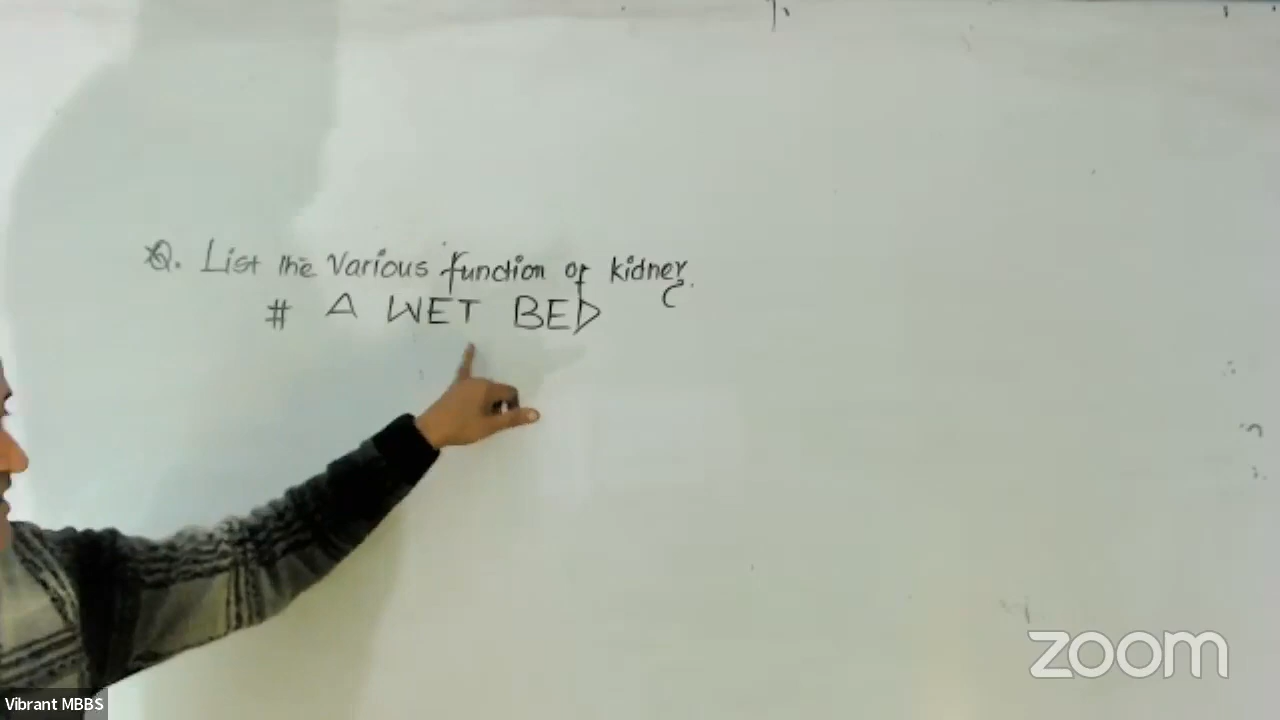 Q. List the various function of kidney.
# A WET BED
zoom
Vibrant MBBS